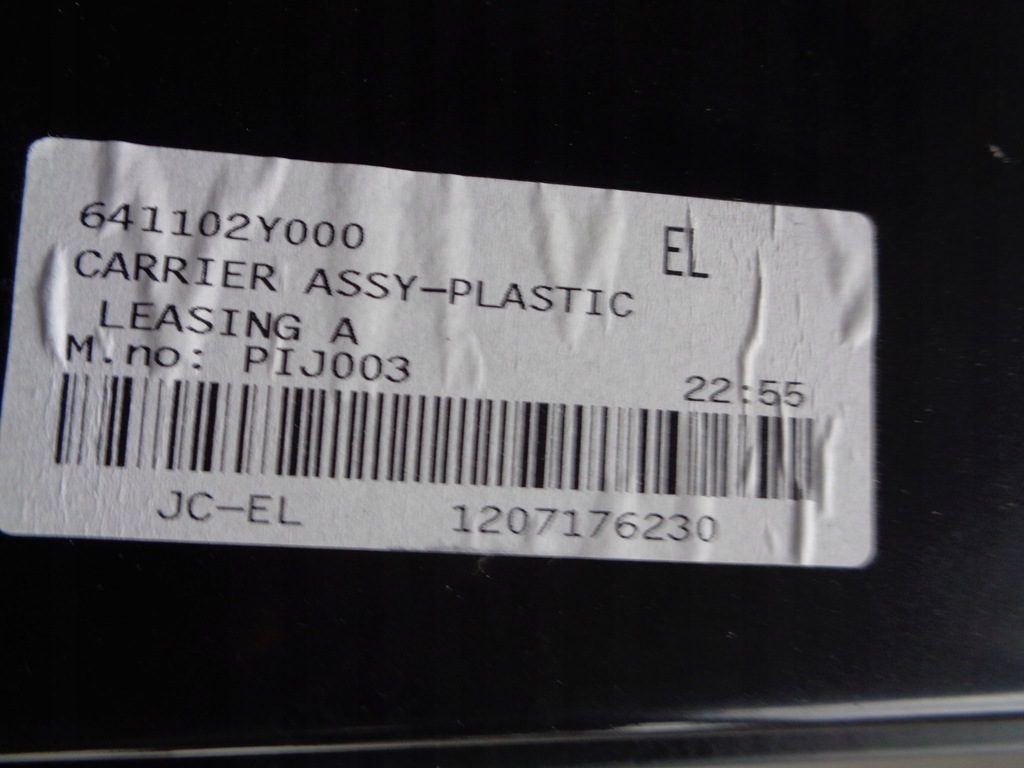 641102Y000
EL
CARRIER ASSY-PLASTIC
LEASING A
M.no: PIJ003
22:55
JC-EL 1207176230